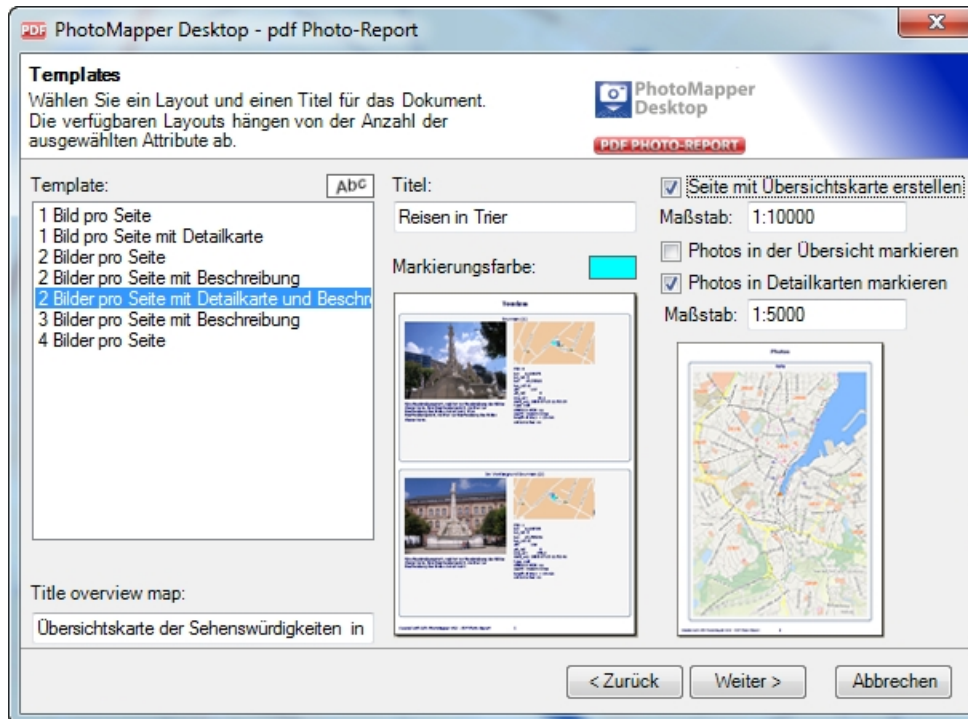 PDF PhotoMapper Desktop - pdf Photo-Report
Templates
Wählen Sie ein Layout und einen Titel für das Dokument.
Die verfügbaren Layouts hängen von der Anzahl der
ausgewählten Attribute ab.
PhotoMapper
Desktop
PDF PHOTO-REPORT
Template:
Abc
1 Bild pro Seite
1 Bild pro Seite mit Detailkarte
2 Bilder pro Seite
2 Bilder pro Seite mit Beschreibung
2 Bilder pro Seite mit Detailkarte und Beschre
3 Bilder pro Seite mit Beschreibung
4 Bilder pro Seite
Title overview map:
Übersichtskarte der Sehenswürdigkeiten in
Titel:
Reisen in Trier
Markierungsfarbe:
Seite mit Übersichtskarte erstellen
Maßstab: 1:10000
Photos in der Übersicht markieren
Photos in Detailkarten markieren
Maßstab: 1:5000
Photos
< Zurück
Weiter >
Abbrechen